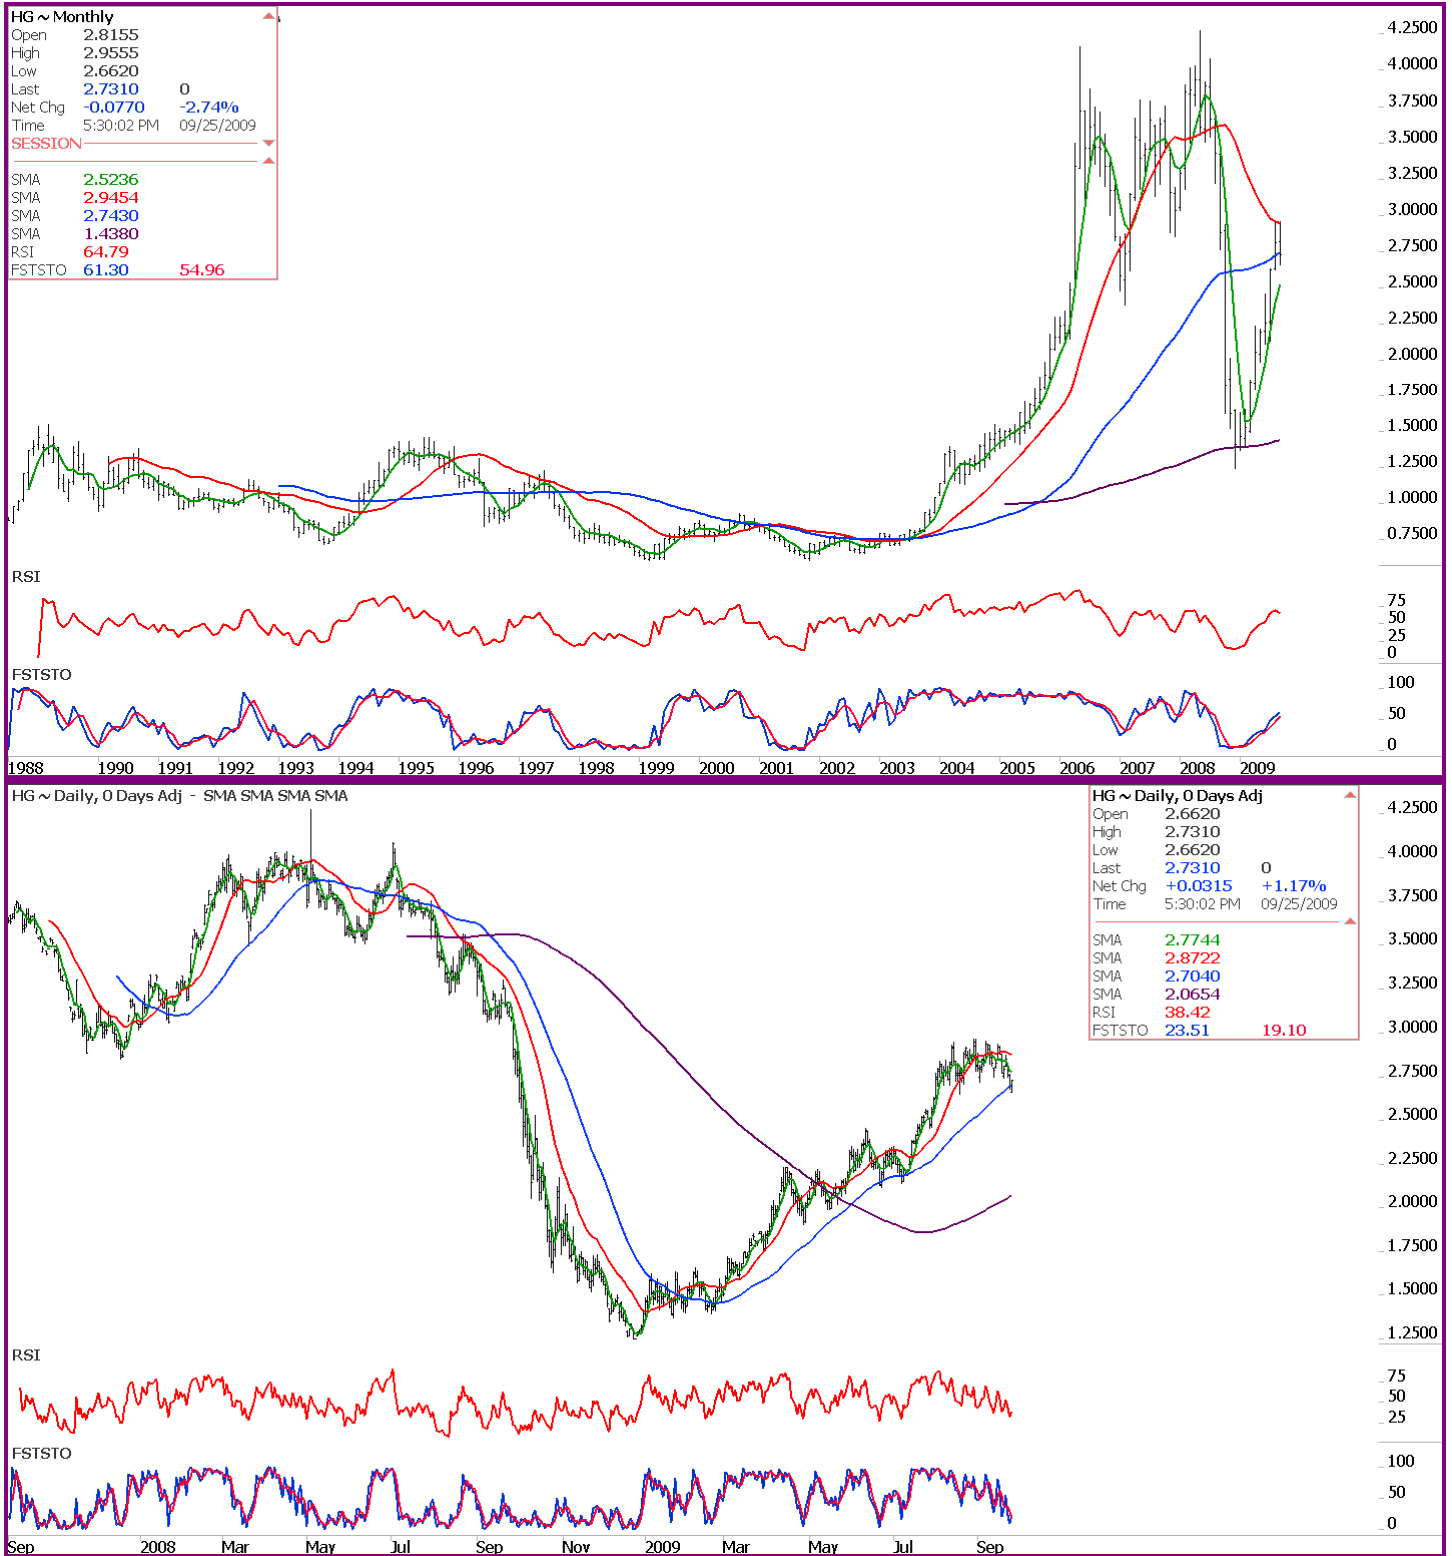 HG ~ Monthly
Open 2.8155
High 2.9555
Low 2.6620
Last 2.7310 0
Net Chg -0.0770 -2.74%
Time 5:30:02 PM 09/25/2009
SESSION
SMA 2.5236
SMA 2.9454
SMA 2.7430
SMA 1.4380
RSI 64.79
FSTSTO 61.30 54.96
4.2500
4.0000
3.7500
3.5000
3.2500
3.0000
2.7500
2.5000
2.2500
2.0000
1.7500
1.5000
1.2500
1.0000
0.7500
RSI
75
50
25
0
FSTSTO
100
50
0
1988 1990 1991 1992 1993 1994 1995 1996 1997 1998 1999 2000 2001 2002 2003 2004 2005 2006 2007 2008 2009
HG ~ Daily, 0 Days Adj - SMA SMA SMA SMA
HG ~ Daily, 0 Days Adj
Open 2.6620
High 2.7310
Low 2.6620
Last 2.7310 0
Net Chg +0.0315 +1.17%
Time 5:30:02 PM 09/25/2009
SMA 2.7744
SMA 2.8722
SMA 2.7040
SMA 2.0654
RSI 38.42
FSTSTO 23.51 19.10
4.2500
4.0000
3.7500
3.5000
3.2500
3.0000
2.7500
2.5000
2.2500
2.0000
1.7500
1.5000
1.2500
RSI
75
50
25
FSTSTO
100
50
0
Sep 2008 Mar May Jul Sep Nov 2009 Mar May Jul Sep